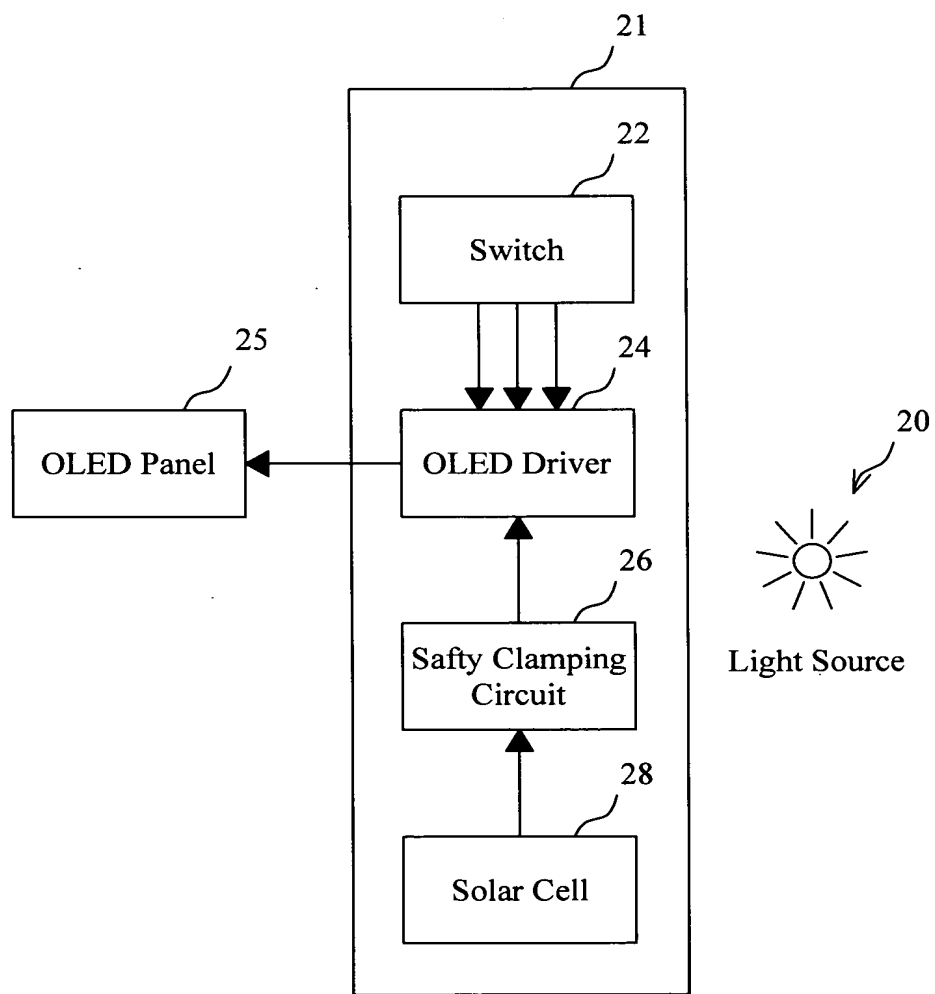 21
22
Switch
25
24
OLED Panel
OLED Driver
20
26
Safty Clamping
Circuit
Light Source
28
Solar Cell